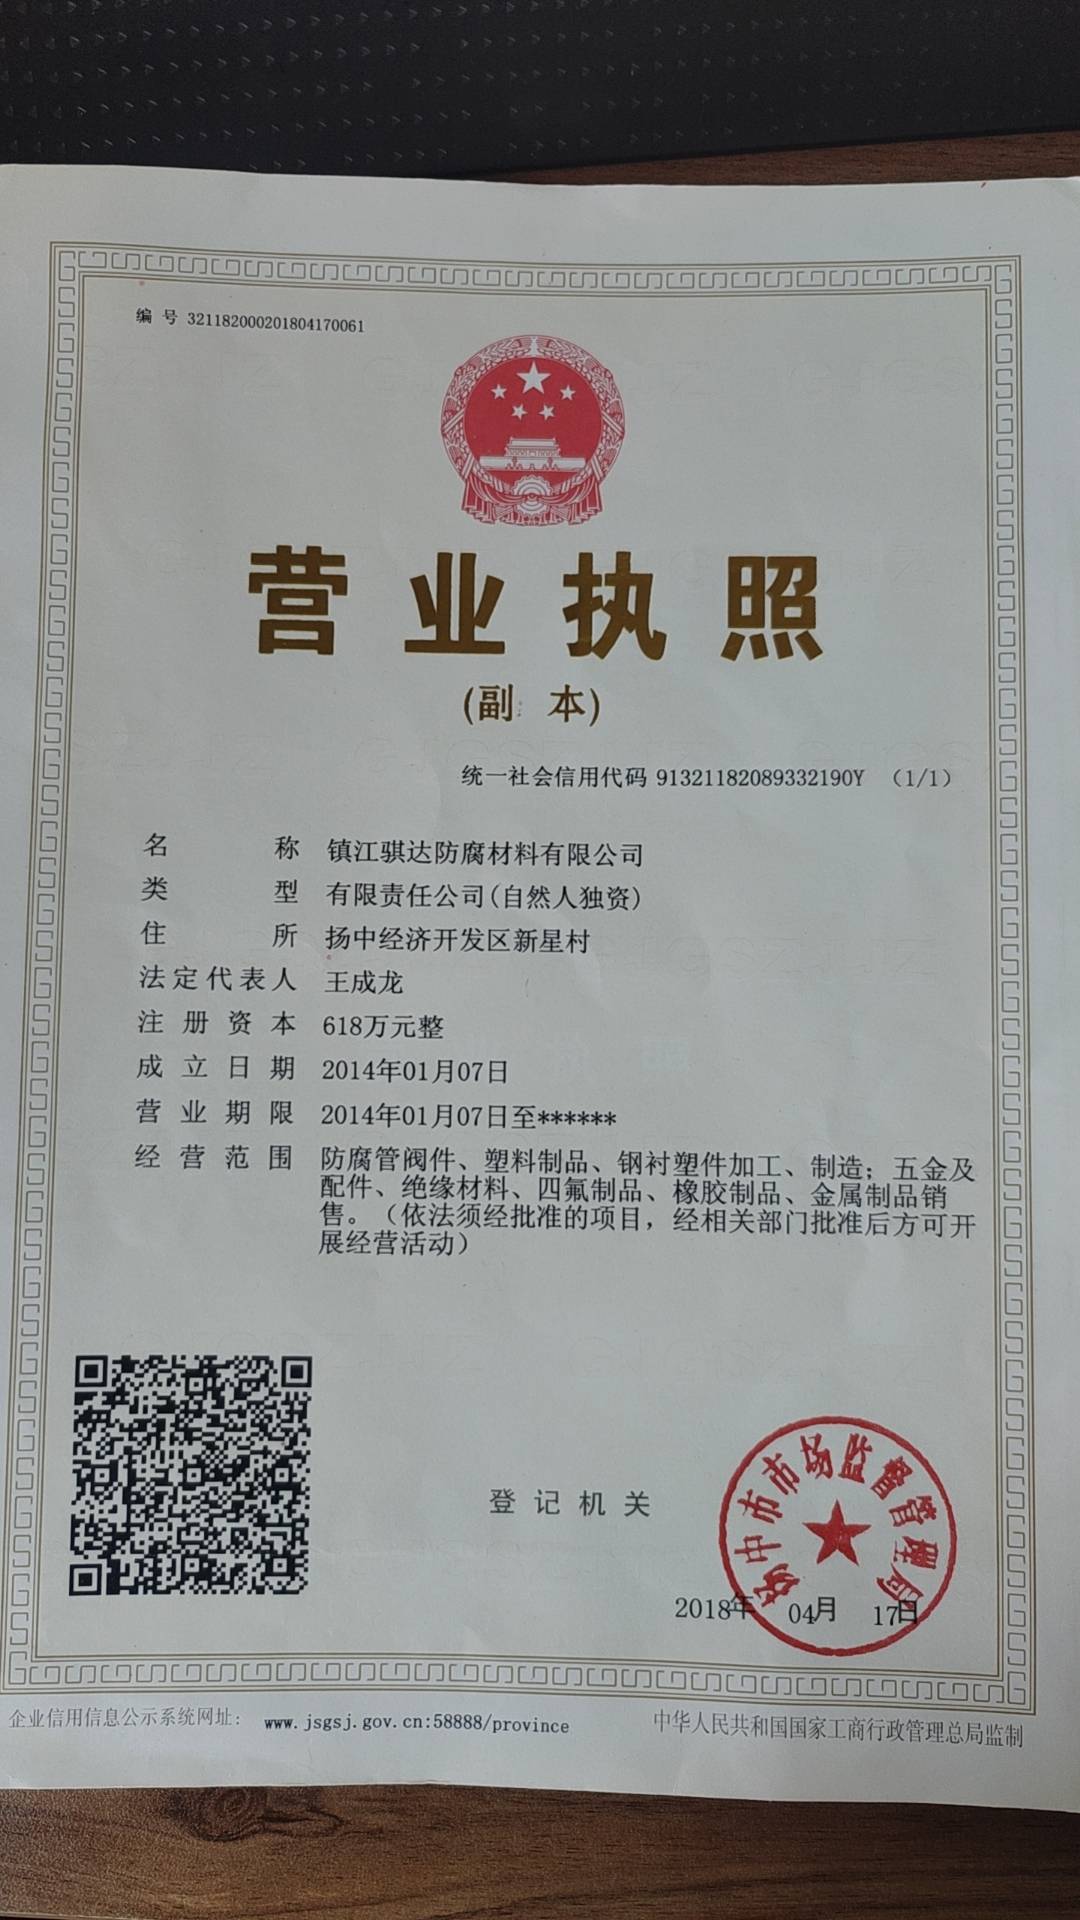 编 号 321182000201804170061
营业执照
(副 本)
统一社会信用代码 91321182089332190Y （1/1）
名 称 镇江骐达防腐材料有限公司
类 型 有限责任公司(自然人独资)
住 所 扬中经济开发区新星村
法定代表人 王成龙
注册资本 618万元整
成立日期 2014年01月07日
营业期限 2014年01月07日至******
经营范围 防腐管阀件、塑料制品、钢衬塑件加工、制造；五金及
配件、绝缘材料、四氟制品、橡胶制品、金属制品销
售。（依法须经批准的项目，经相关部门批准后方可开
展经营活动）
登记机关
扬中市市场监督管理局
2018年 04月 17日
企业信用信息公示系统网址： www.jsgsj.gov.cn:58888/province
中华人民共和国国家工商行政管理总局监制